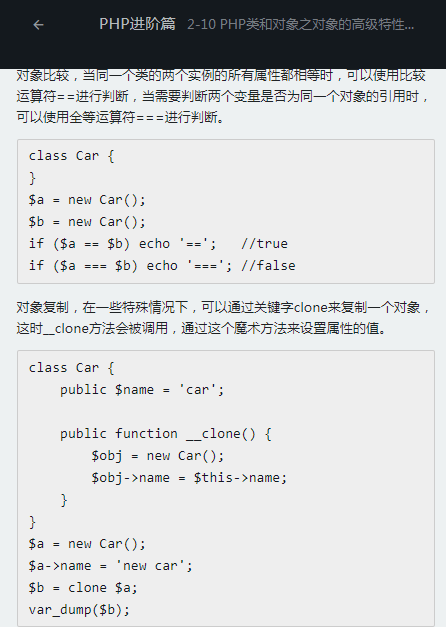 ← PHP进阶篇 2-10 PHP类和对象之对象的高级特性...
对象比较，当同一个类的两个实例的所有属性都相等时，可以使用比较
运算符==进行判断，当需要判断两个变量是否为同一个对象的引用时，
可以使用全等运算符===进行判断。
class Car {
}
$a = new Car();
$b = new Car();
if ($a == $b) echo '==';   //true
if ($a === $b) echo '==='; //false
对象复制，在一些特殊情况下，可以通过关键字clone来复制一个对象，
这时__clone方法会被调用，通过这个魔术方法来设置属性的值。
class Car {
    public $name = 'car';
    public function __clone() {
        $obj = new Car();
        $obj->name = $this->name;
    }
}
$a = new Car();
$a->name = 'new car';
$b = clone $a;
var_dump($b);